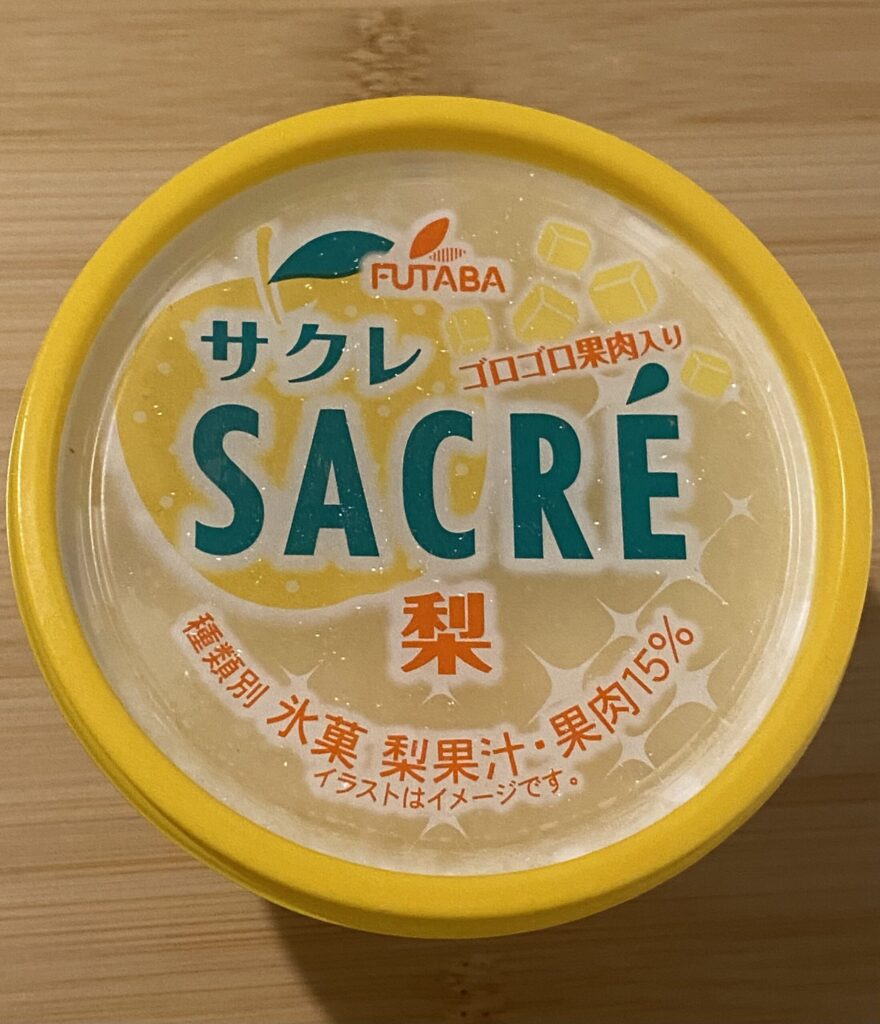 FUTABA
サクレ
ゴロゴロ果肉入り
SACRÉ
梨
種類別 氷菓 梨果汁・果肉15%
イラストはイメージです。